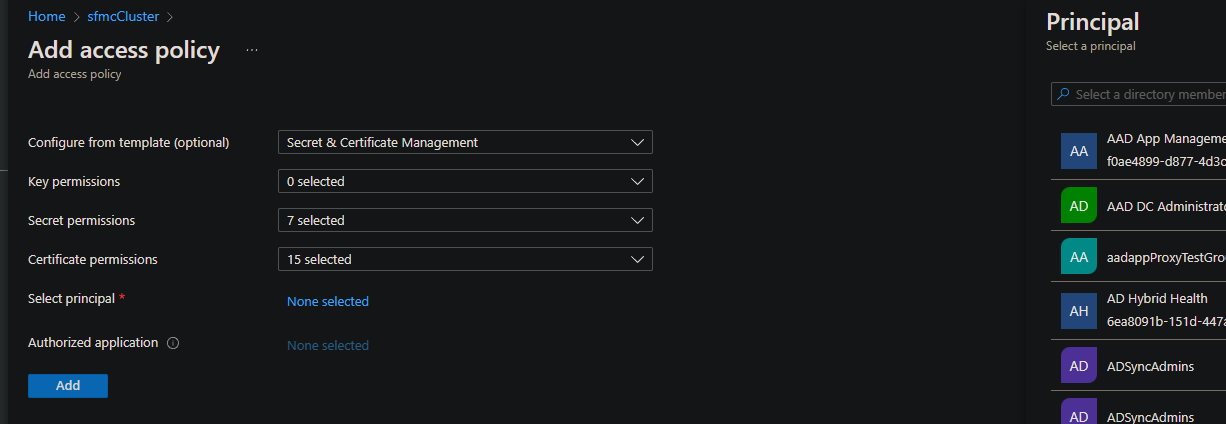 Home > sfmcCluster >
Add access policy ...
Add access policy
Configure from template (optional) Secret & Certificate Management
Key permissions 0 selected
Secret permissions 7 selected
Certificate permissions 15 selected
Select principal * None selected
Authorized application None selected
Add
Principal
Select a principal
Select a directory member
AA AAD App Manageme
f0ae4899-d877-4d3c
AD AAD DC Administrato
AA aadappProxyTestGro
AH AD Hybrid Health
6ea8091b-151d-447a
AD ADSyncAdmins
AD ADSyncAdmins